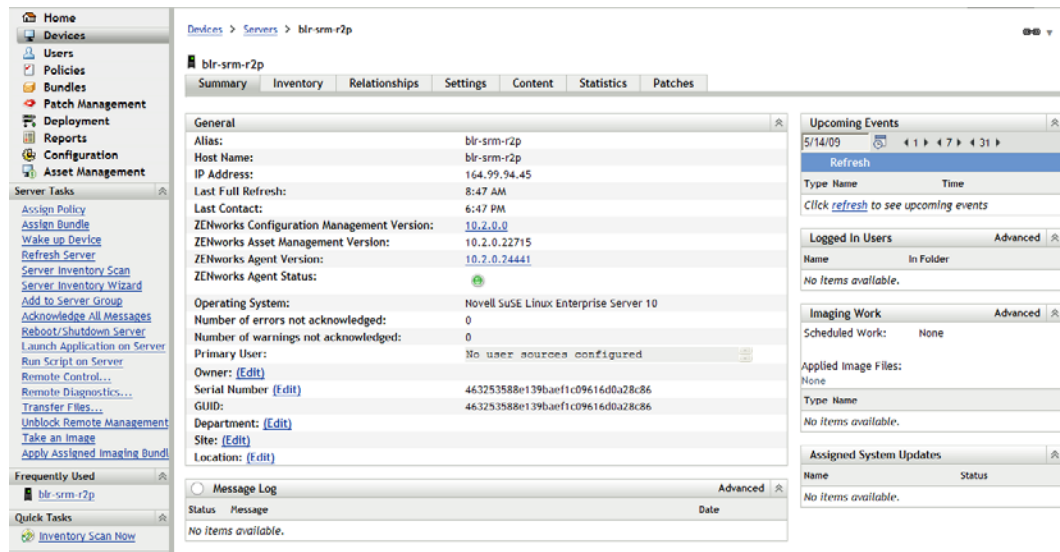 Home
Devices
Users
Policies
Bundles
Patch Management
Deployment
Reports
Configuration
Asset Management
Server Tasks
Assign Policy
Assign Bundle
Wake up Device
Refresh Server
Server Inventory Scan
Server Inventory Wizard
Add to Server Group
Acknowledge All Messages
Reboot/Shutdown Server
Launch Application on Server
Run Script on Server
Remote Control...
Remote Diagnostics...
Transfer Files...
Unblock Remote Management
Take an Image
Apply Assigned Imaging Bundl
Frequently Used
blr-srm-r2p
Quick Tasks
Inventory Scan Now
Devices > Servers > blr-srm-r2p
blr-srm-r2p
Summary Inventory Relationships Settings Content Statistics Patches
General
Alias: blr-srm-r2p
Host Name: blr-srm-r2p
IP Address: 164.99.94.45
Last Full Refresh: 8:47 AM
Last Contact: 6:47 PM
ZENworks Configuration Management Version: 10.2.0.0
ZENworks Asset Management Version: 10.2.0.22715
ZENworks Agent Version: 10.2.0.24441
ZENworks Agent Status:
Operating System: Novell SuSE Linux Enterprise Server 10
Number of errors not acknowledged: 0
Number of warnings not acknowledged: 0
Primary User: No user sources configured
Owner: (Edit)
Serial Number (Edit) 463253588e139baef1c09616d0a28c86
GUID: 463253588e139baef1c09616d0a28c86
Department: (Edit)
Site: (Edit)
Location: (Edit)
Message Log Advanced
Status Message Date
No items available.
Upcoming Events
5/14/09 1 7 31
Refresh
Type Name Time
Click refresh to see upcoming events
Logged In Users Advanced
Name In Folder
No items available.
Imaging Work Advanced
Scheduled Work: None
Applied Image Files:
None
Type Name
No items available.
Assigned System Updates
Name Status
No items available.